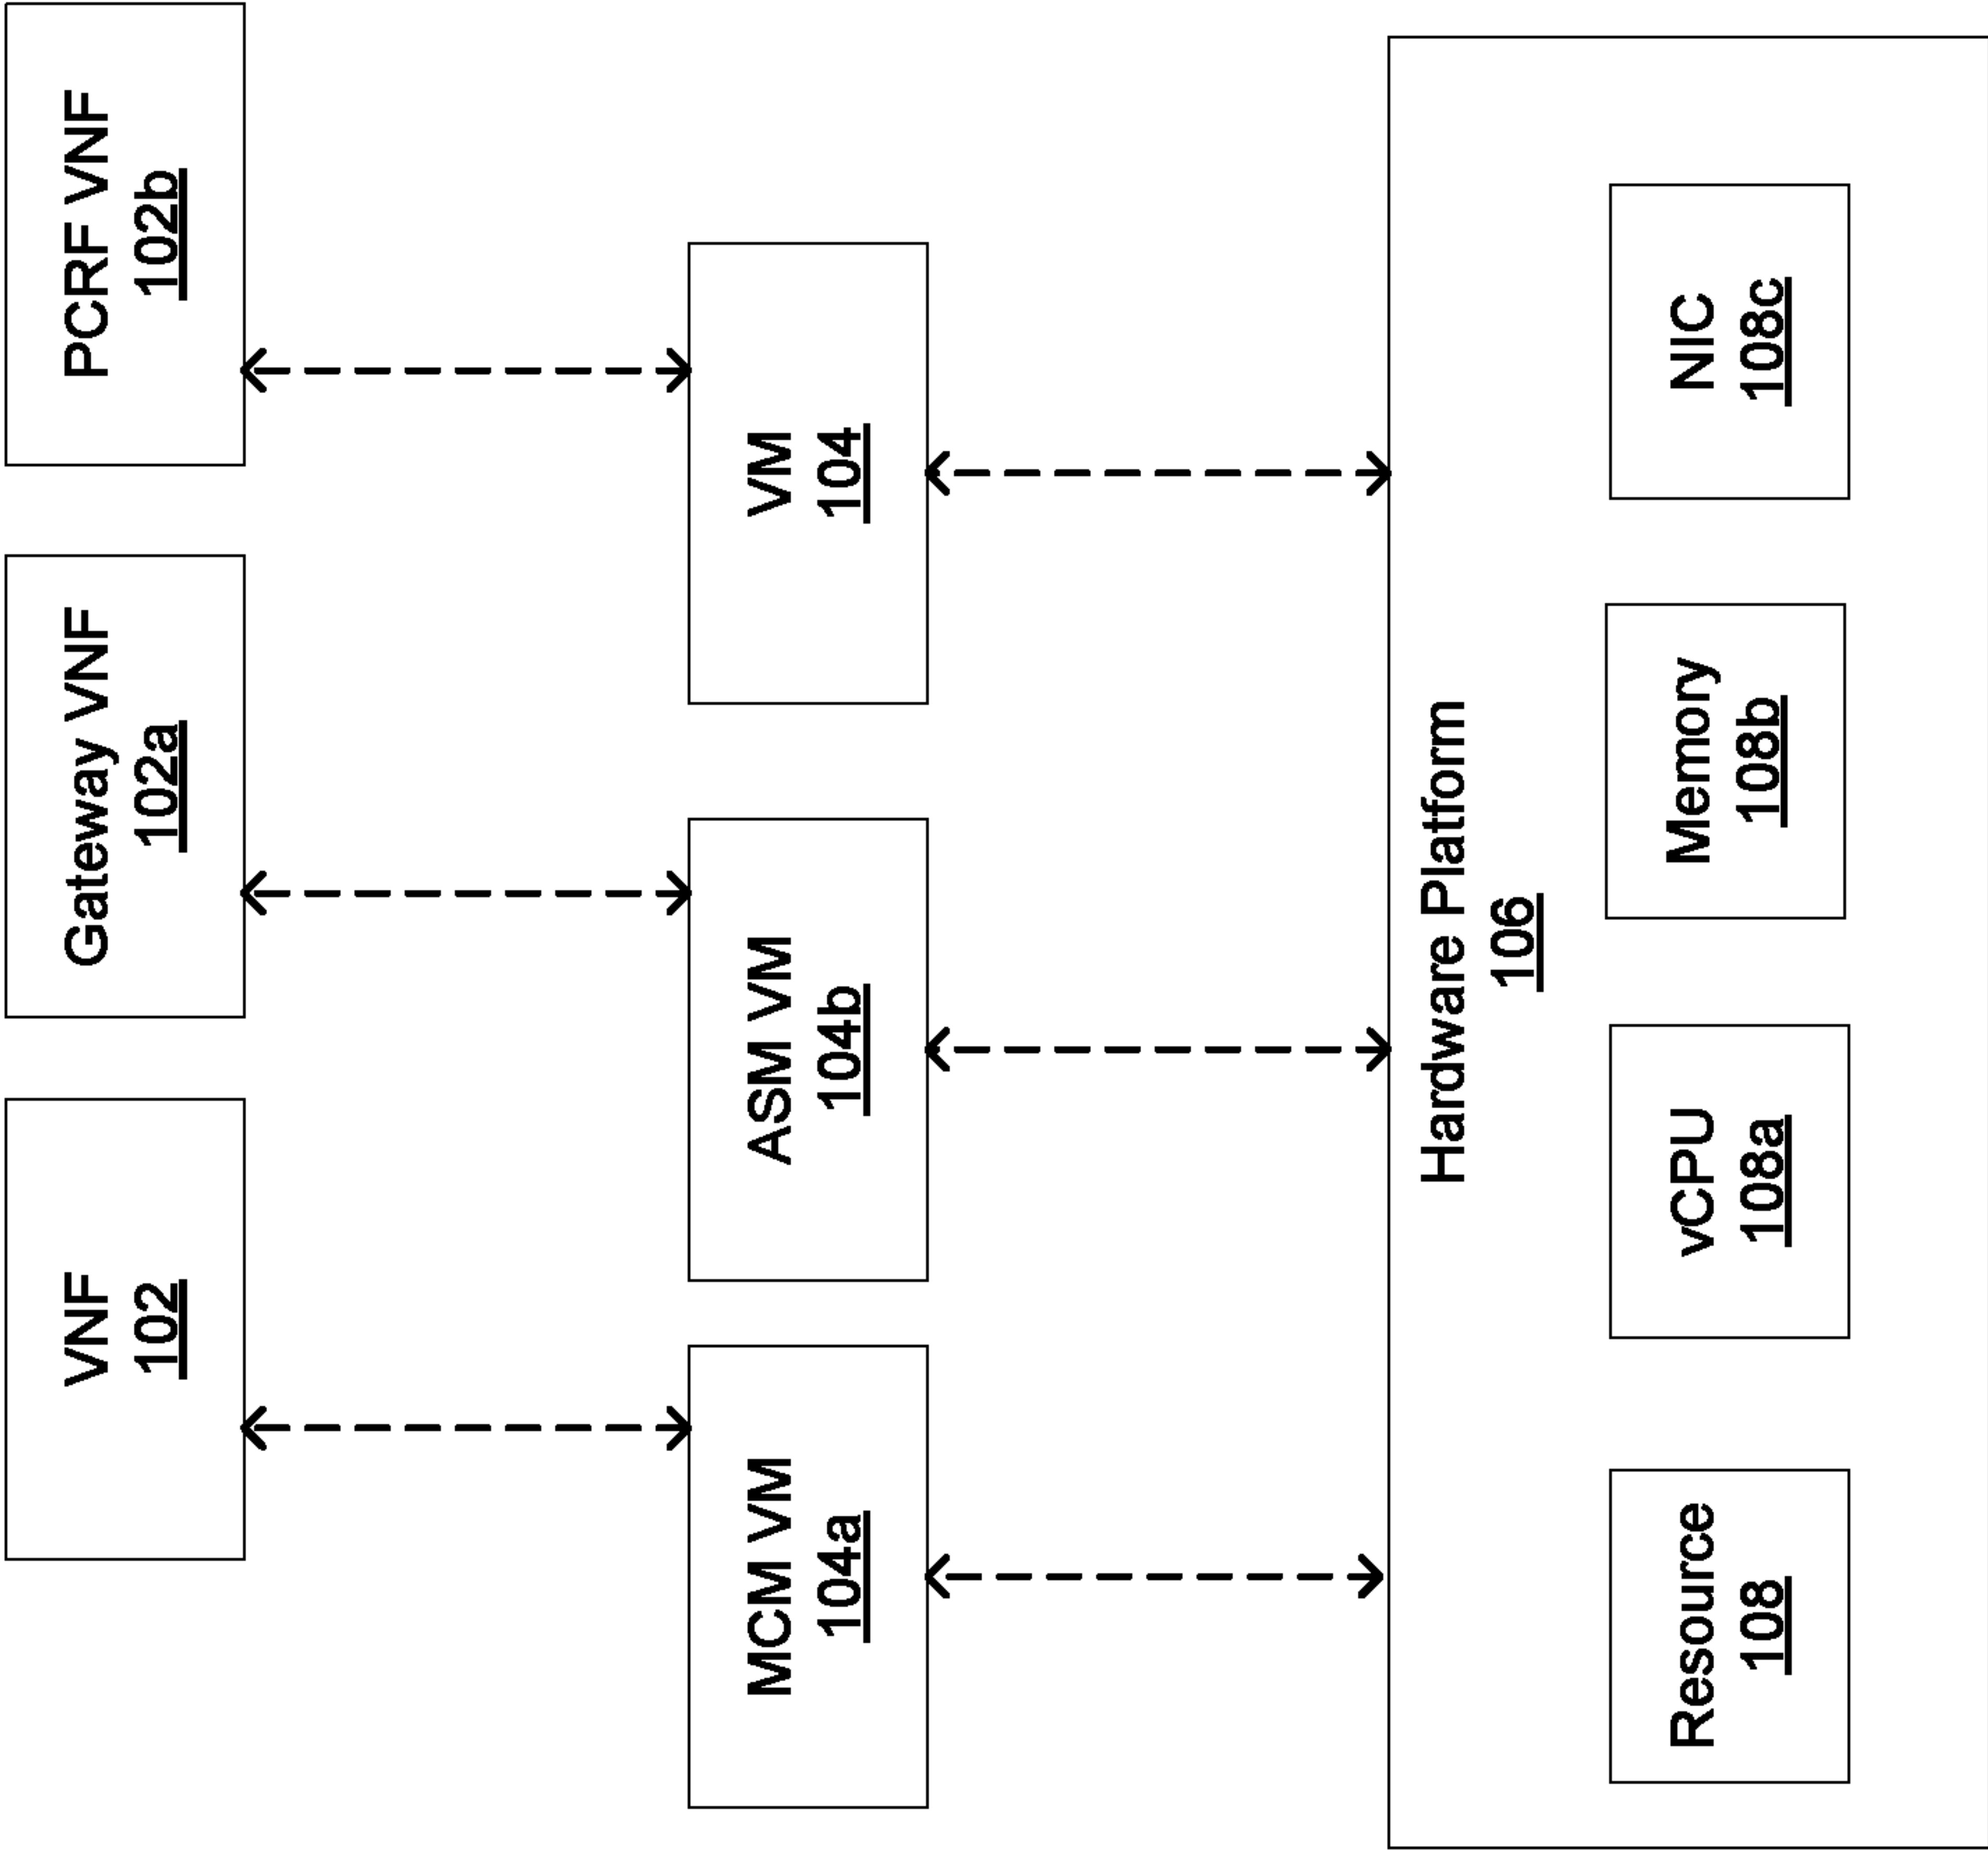 VNF
102
Gateway VNF
102a
PCRF VNF
102b
MCM VM
104a
ASM VM
104b
VM
104
Hardware Platform
106
Resource
108
vCPU
108a
Memory
108b
NIC
108c